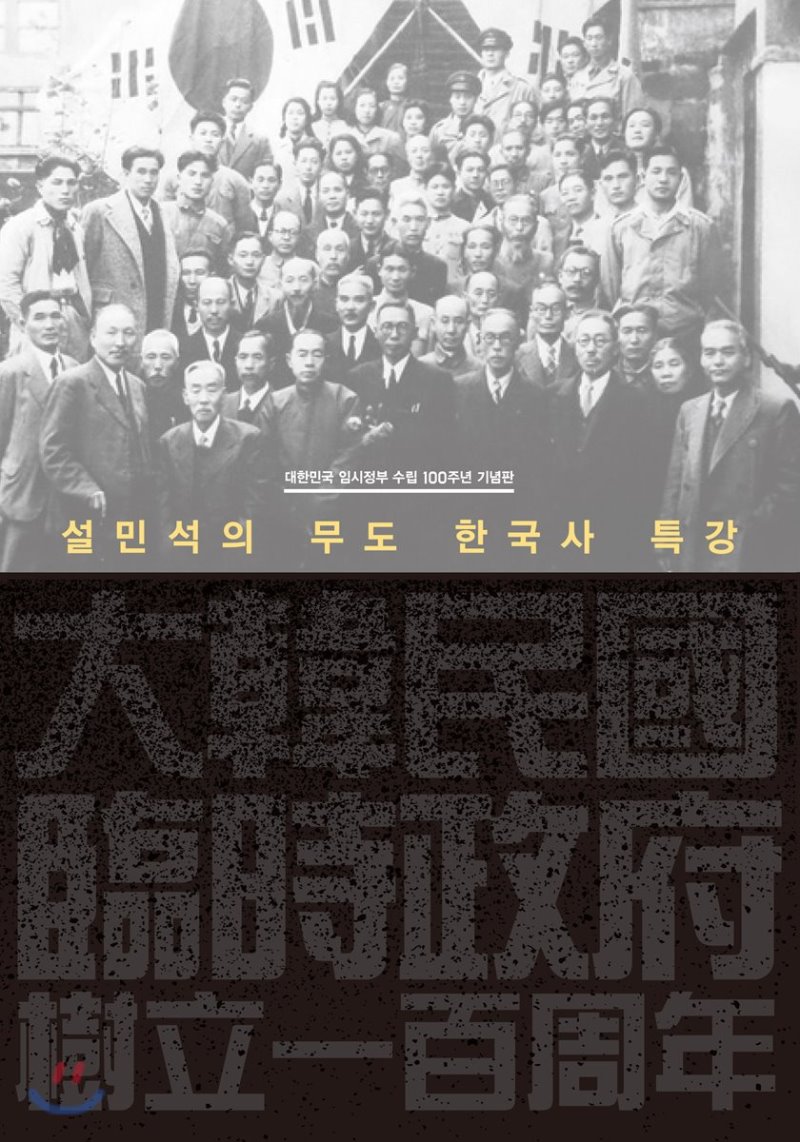 대한민국 임시정부 수립 100주년 기념판
설민석의 무도 한국사 특강
大韓民國
臨時政府
樹立一百周年